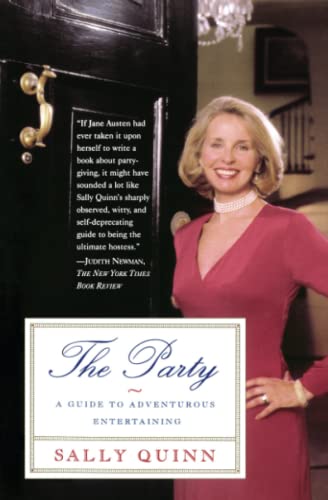 "If Jane Austen had
ever taken it upon
herself to write a
book about party-
giving, it might have
sounded a lot like
Sally Quinn's sharply
observed, witty, and
self-deprecating
guide to being the
ultimate hostess."
—Judith Newman,
The New York Times
Book Review
The Party
~
A GUIDE TO ADVENTUROUS
ENTERTAINING
SALLY QUINN